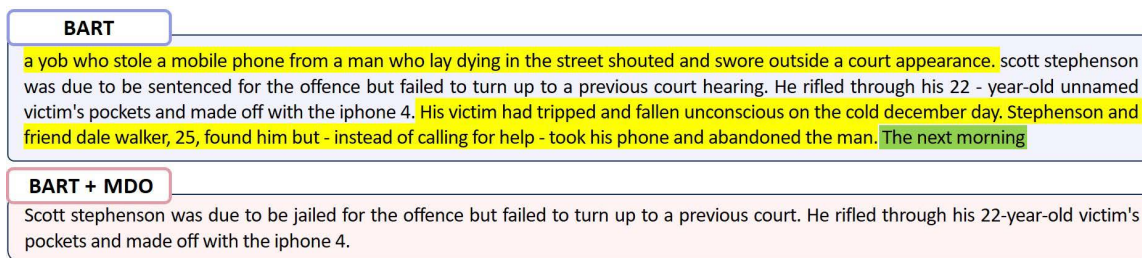 BART
a yob who stole a mobile phone from a man who lay dying in the street shouted and swore outside a court appearance. scott stephenson
was due to be sentenced for the offence but failed to turn up to a previous court hearing. He rifled through his 22 - year-old unnamed
victim's pockets and made off with the iphone 4. His victim had tripped and fallen unconscious on the cold december day. Stephenson and
friend dale walker, 25, found him but - instead of calling for help - took his phone and abandoned the man. The next morning
BART + MDO
Scott stephenson was due to be jailed for the offence but failed to turn up to a previous court. He rifled through his 22-year-old victim's
pockets and made off with the iphone 4.